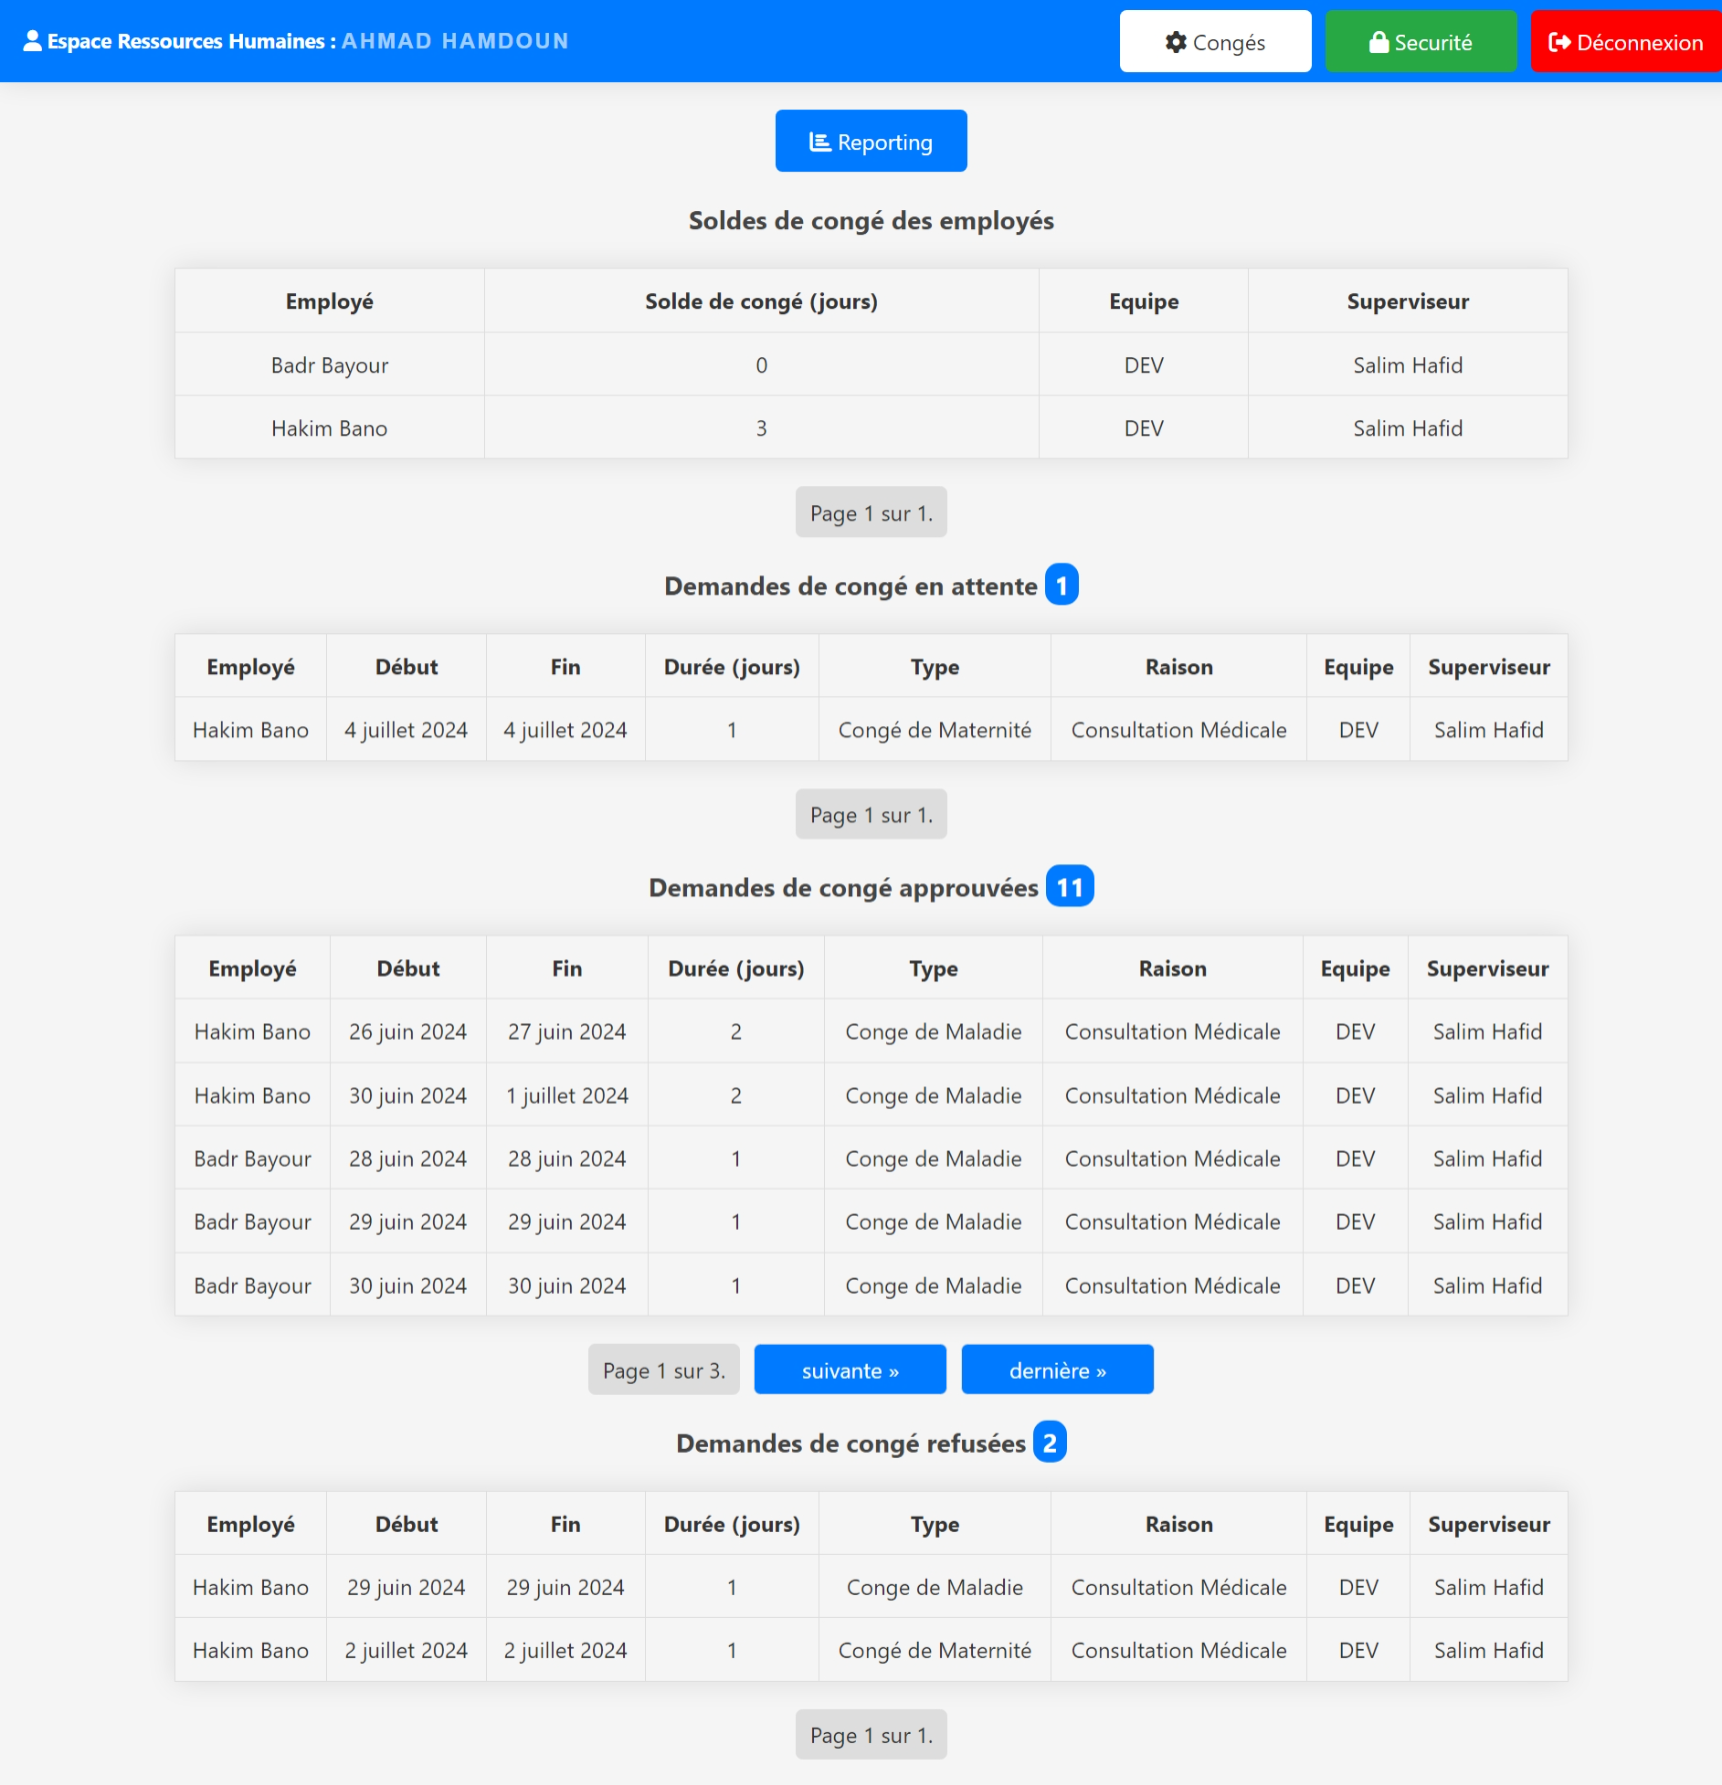 Espace Ressources Humaines : AHMAD HAMDOUN
Congés
Securité
Déconnexion
Reporting
Soldes de congé des employés
Employé Solde de congé (jours) Equipe Superviseur
Badr Bayour 0 DEV Salim Hafid
Hakim Bano 3 DEV Salim Hafid
Page 1 sur 1.
Demandes de congé en attente 1
Employé Début Fin Durée (jours) Type Raison Equipe Superviseur
Hakim Bano 4 juillet 2024 4 juillet 2024 1 Congé de Maternité Consultation Médicale DEV Salim Hafid
Page 1 sur 1.
Demandes de congé approuvées 11
Employé Début Fin Durée (jours) Type Raison Equipe Superviseur
Hakim Bano 26 juin 2024 27 juin 2024 2 Conge de Maladie Consultation Médicale DEV Salim Hafid
Hakim Bano 30 juin 2024 1 juillet 2024 2 Conge de Maladie Consultation Médicale DEV Salim Hafid
Badr Bayour 28 juin 2024 28 juin 2024 1 Conge de Maladie Consultation Médicale DEV Salim Hafid
Badr Bayour 29 juin 2024 29 juin 2024 1 Conge de Maladie Consultation Médicale DEV Salim Hafid
Badr Bayour 30 juin 2024 30 juin 2024 1 Conge de Maladie Consultation Médicale DEV Salim Hafid
Page 1 sur 3. suivante » dernière »
Demandes de congé refusées 2
Employé Début Fin Durée (jours) Type Raison Equipe Superviseur
Hakim Bano 29 juin 2024 29 juin 2024 1 Conge de Maladie Consultation Médicale DEV Salim Hafid
Hakim Bano 2 juillet 2024 2 juillet 2024 1 Congé de Maternité Consultation Médicale DEV Salim Hafid
Page 1 sur 1.